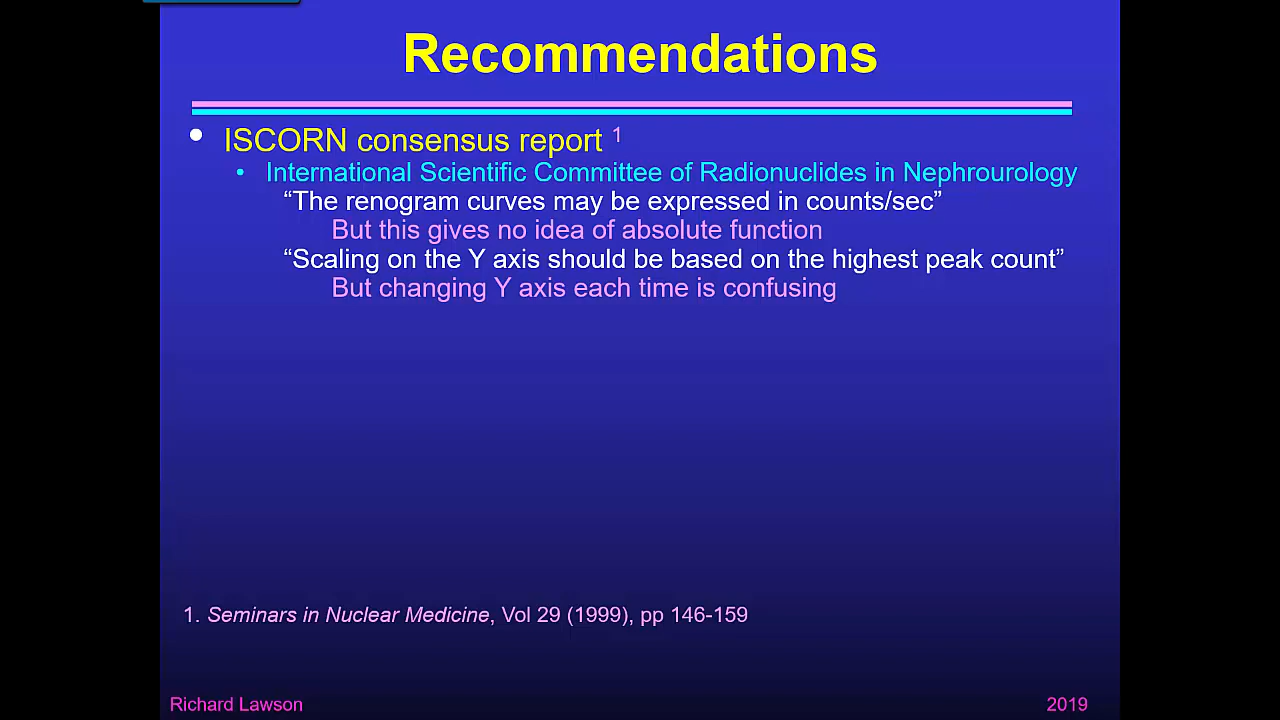 Recommendations
• ISCORN consensus report 1
• International Scientific Committee of Radionuclides in Nephrourology
“The renogram curves may be expressed in counts/sec”
But this gives no idea of absolute function
“Scaling on the Y axis should be based on the highest peak count”
But changing Y axis each time is confusing
1. Seminars in Nuclear Medicine, Vol 29 (1999), pp 146-159
Richard Lawson
2019